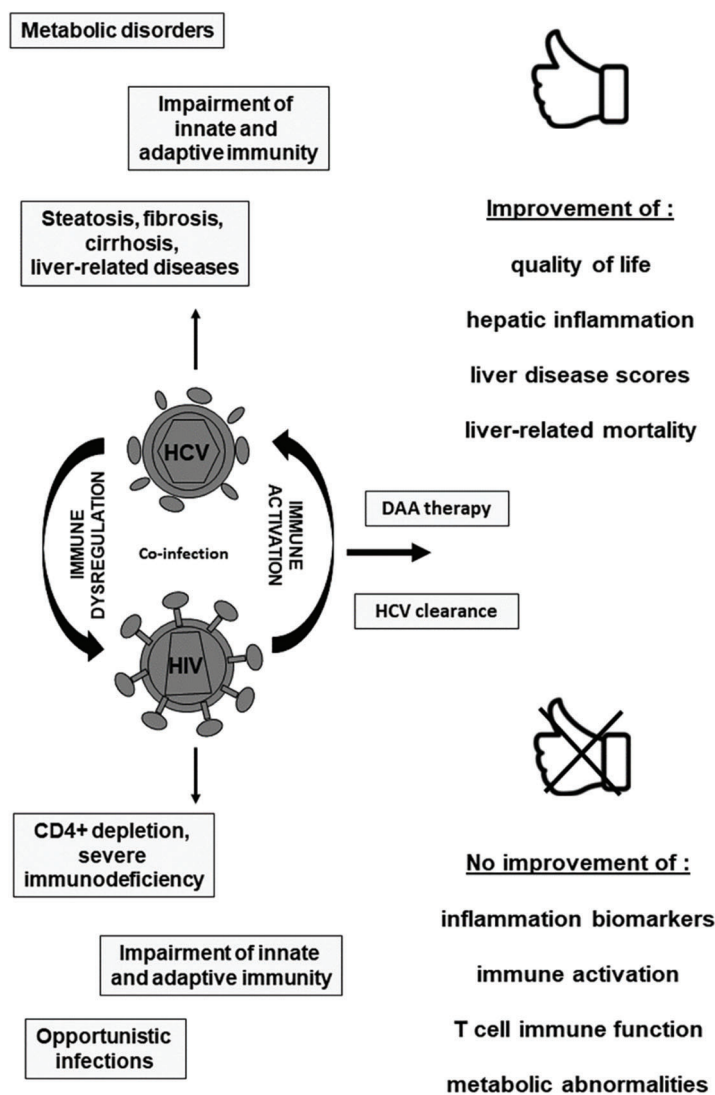 Metabolic disorders
Impairment of
innate and
adaptive immunity
Steatosis, fibrosis,
cirrhosis,
liver-related diseases
HCV
IMMUNE
DYSREGULATION
Co-infection
IMMUNE
ACTIVATION
HIV
CD4+ depletion,
severe
immunodeficiency
Impairment of innate
and adaptive immunity
Opportunistic
infections
DAA therapy
HCV clearance
Improvement of :
quality of life
hepatic inflammation
liver disease scores
liver-related mortality
No improvement of :
inflammation biomarkers
immune activation
T cell immune function
metabolic abnormalities